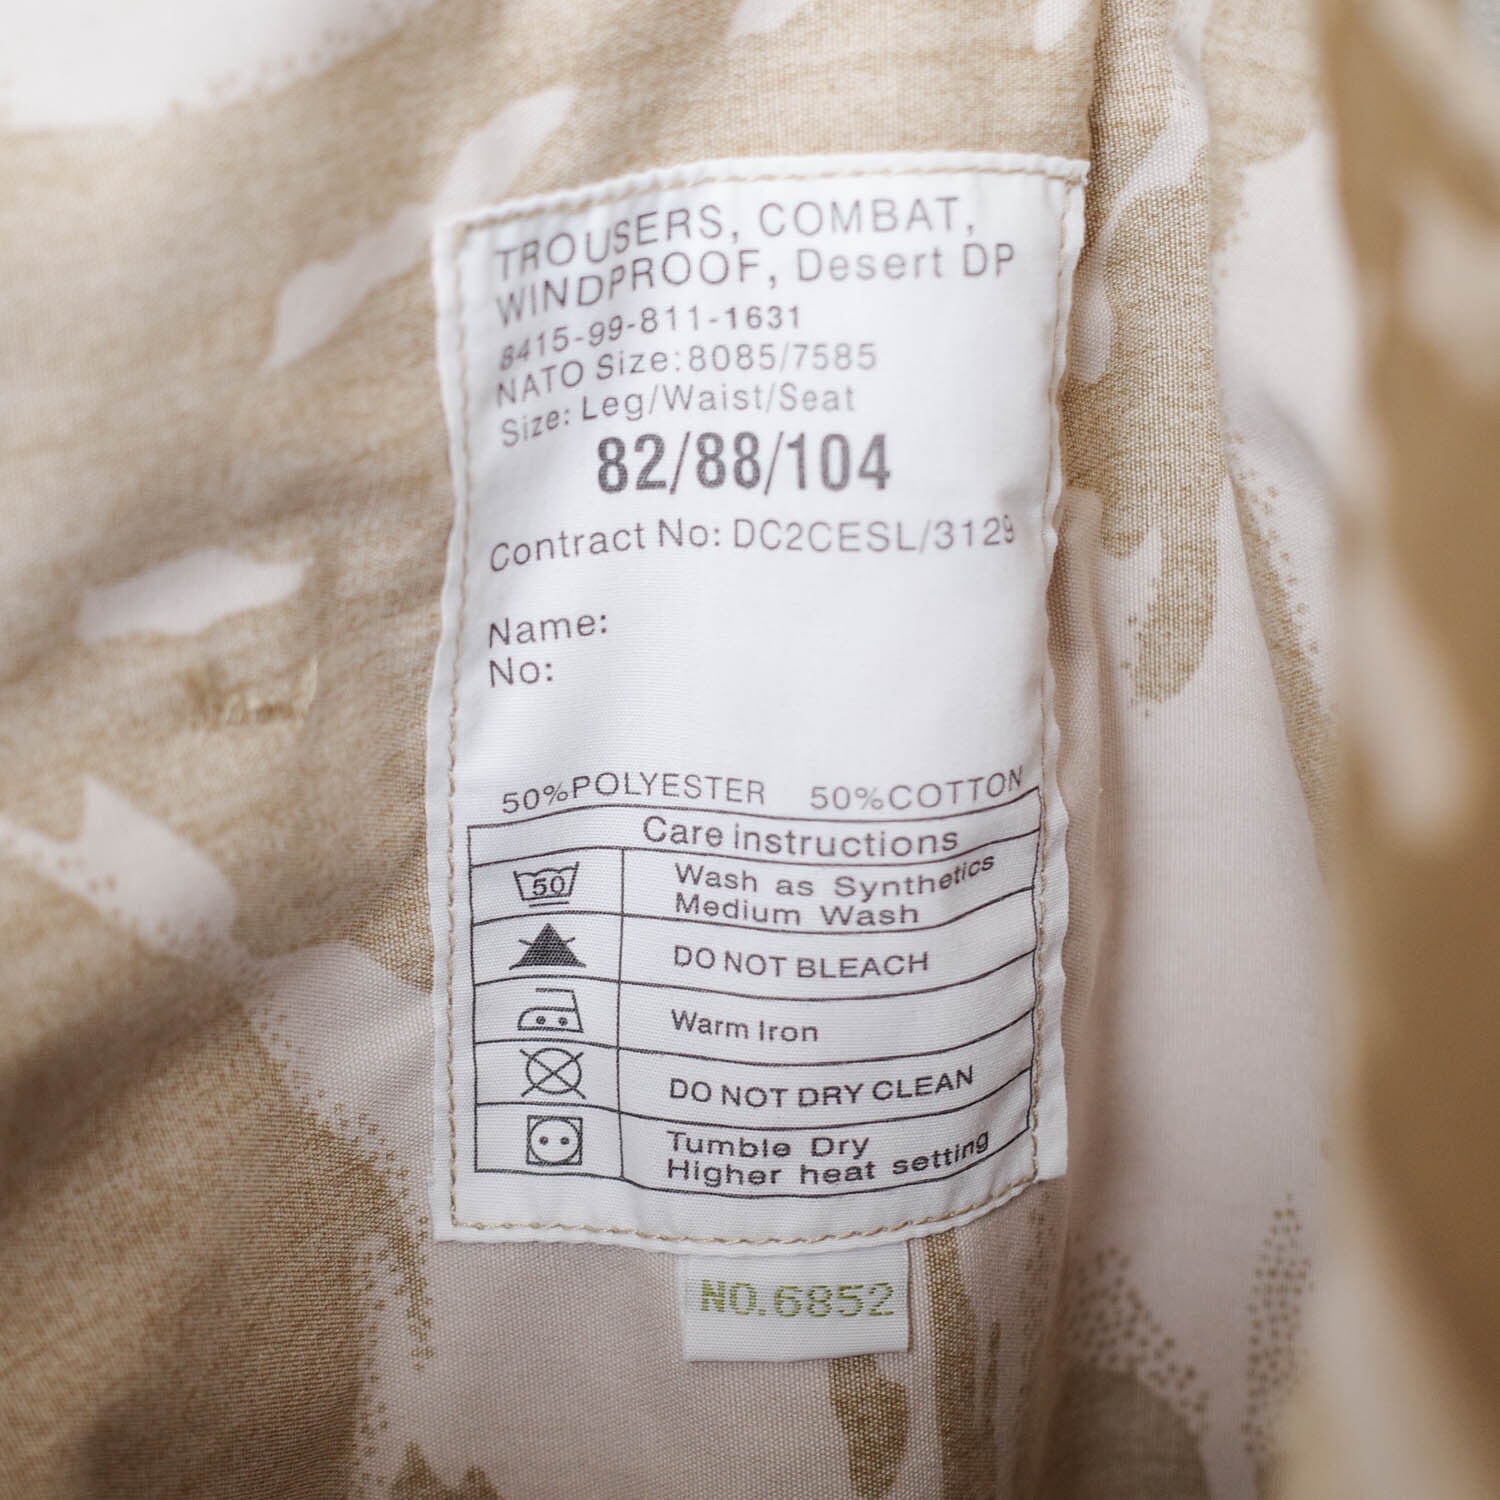 TROUSERS, COMBAT,
WINDPROOF, Desert DP
8415-99-811-1631
NATO Size:8085/7585
Size: Leg/Waist/Seat
82/88/104
Contract No: DC2CESL/3129
Name:
No:
50%POLYESTER 50%COTTON
Care instructions
50 Wash as Synthetics
Medium Wash
DO NOT BLEACH
Warm Iron
DO NOT DRY CLEAN
Tumble Dry
Higher heat setting
NO.6852